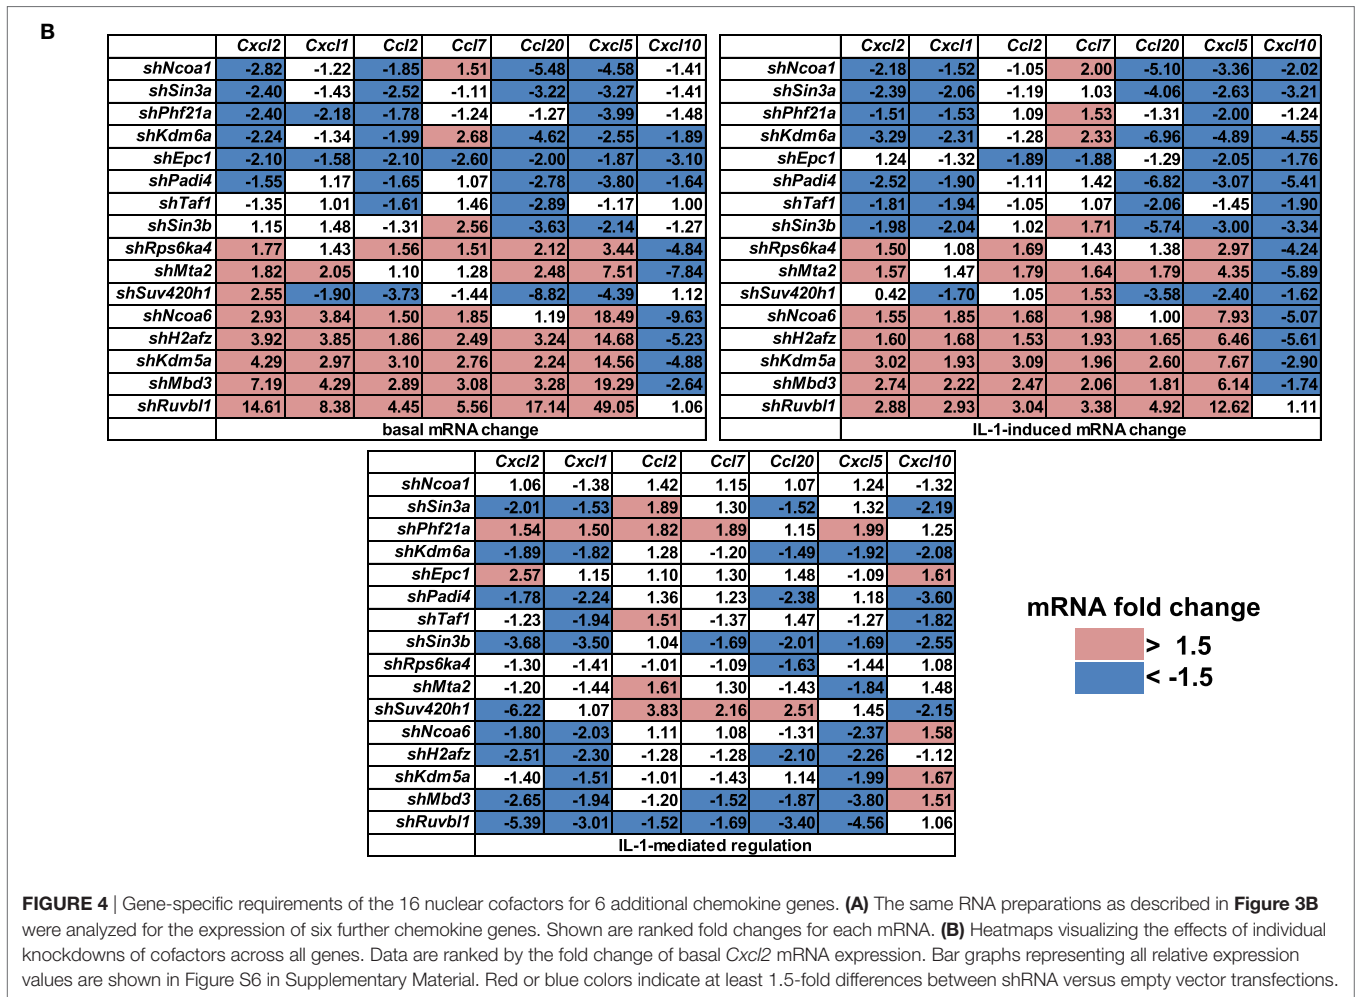 B
Cxcl2 Cxcl1 Ccl2 Ccl7 Ccl20 Cxcl5 Cxcl10
shNcoa1 -2.82 -1.22 -1.85 1.51 -5.48 -4.58 -1.41
shSin3a -2.40 -1.43 -2.52 -1.11 -3.22 -3.27 -1.41
shPhf21a -2.40 -2.18 -1.78 -1.24 -1.27 -3.99 -1.48
shKdm6a -2.24 -1.34 -1.99 2.68 -4.62 -2.55 -1.89
shEpc1 -2.10 -1.58 -2.10 -2.60 -2.00 -1.87 -3.10
shPadi4 -1.55 1.17 -1.65 1.07 -2.78 -3.80 -1.64
shTaf1 -1.35 1.01 -1.61 1.46 -2.89 -1.17 1.00
shSin3b 1.15 1.48 -1.31 2.56 -3.63 -2.14 -1.27
shRps6ka4 1.77 1.43 1.56 1.51 2.12 3.44 -4.84
shMta2 1.82 2.05 1.10 1.28 2.48 7.51 -7.84
shSuv420h1 2.55 -1.90 -3.73 -1.44 -8.82 -4.39 1.12
shNcoa6 2.93 3.84 1.50 1.85 1.19 18.49 -9.63
shH2afz 3.92 3.85 1.86 2.49 3.24 14.68 -5.23
shKdm5a 4.29 2.97 3.10 2.76 2.24 14.56 -4.88
shMbd3 7.19 4.29 2.89 3.08 3.28 19.29 -2.64
shRuvbl1 14.61 8.38 4.45 5.56 17.14 49.05 1.06
basal mRNA change
Cxcl2 Cxcl1 Ccl2 Ccl7 Ccl20 Cxcl5 Cxcl10
shNcoa1 -2.18 -1.52 -1.05 2.00 -5.10 -3.36 -2.02
shSin3a -2.39 -2.06 -1.19 1.03 -4.06 -2.63 -3.21
shPhf21a -1.51 -1.53 1.09 1.53 -1.31 -2.00 -1.24
shKdm6a -3.29 -2.31 -1.28 2.33 -6.96 -4.89 -4.55
shEpc1 1.24 -1.32 -1.89 -1.88 -1.29 -2.05 -1.76
shPadi4 -2.52 -1.90 -1.11 1.42 -6.82 -3.07 -5.41
shTaf1 -1.81 -1.94 -1.05 1.07 -2.06 -1.45 -1.90
shSin3b -1.98 -2.04 1.02 1.71 -5.74 -3.00 -3.34
shRps6ka4 1.50 1.08 1.69 1.43 1.38 2.97 -4.24
shMta2 1.57 1.47 1.79 1.64 1.79 4.35 -5.89
shSuv420h1 0.42 -1.70 1.05 1.53 -3.58 -2.40 -1.62
shNcoa6 1.55 1.85 1.68 1.98 1.00 7.93 -5.07
shH2afz 1.60 1.68 1.53 1.93 1.65 6.46 -5.61
shKdm5a 3.02 1.93 3.09 1.96 2.60 7.67 -2.90
shMbd3 2.74 2.22 2.47 2.06 1.81 6.14 -1.74
shRuvbl1 2.88 2.93 3.04 3.38 4.92 12.62 1.11
IL-1-induced mRNA change
Cxcl2 Cxcl1 Ccl2 Ccl7 Ccl20 Cxcl5 Cxcl10
shNcoa1 1.06 -1.38 1.42 1.15 1.07 1.24 -1.32
shSin3a -2.01 -1.53 1.89 1.30 -1.52 1.32 -2.19
shPhf21a 1.54 1.50 1.82 1.89 1.15 1.99 1.25
shKdm6a -1.89 -1.82 1.28 -1.20 -1.49 -1.92 -2.08
shEpc1 2.57 1.15 1.10 1.30 1.48 -1.09 1.61
shPadi4 -1.78 -2.24 1.36 1.23 -2.38 1.18 -3.60
shTaf1 -1.23 -1.94 1.51 -1.37 1.47 -1.27 -1.82
shSin3b -3.68 -3.50 1.04 -1.69 -2.01 -1.69 -2.55
shRps6ka4 -1.30 -1.41 -1.01 -1.09 -1.63 -1.44 1.08
shMta2 -1.20 -1.44 1.61 1.30 -1.43 -1.84 1.48
shSuv420h1 -6.22 1.07 3.83 2.16 2.51 1.45 -2.15
shNcoa6 -1.80 -2.03 1.11 1.08 -1.31 -2.37 1.58
shH2afz -2.51 -2.30 -1.28 -1.28 -2.10 -2.26 -1.12
shKdm5a -1.40 -1.51 -1.01 -1.43 1.14 -1.99 1.67
shMbd3 -2.65 -1.94 -1.20 -1.52 -1.87 -3.80 1.51
shRuvbl1 -5.39 -3.01 -1.52 -1.69 -3.40 -4.56 1.06
IL-1-mediated regulation
mRNA fold change
> 1.5
< -1.5
FIGURE 4 | Gene-specific requirements of the 16 nuclear cofactors for 6 additional chemokine genes. (A) The same RNA preparations as described in Figure 3B
were analyzed for the expression of six further chemokine genes. Shown are ranked fold changes for each mRNA. (B) Heatmaps visualizing the effects of individual
knockdowns of cofactors across all genes. Data are ranked by the fold change of basal Cxcl2 mRNA expression. Bar graphs representing all relative expression
values are shown in Figure S6 in Supplementary Material. Red or blue colors indicate at least 1.5-fold differences between shRNA versus empty vector transfections.